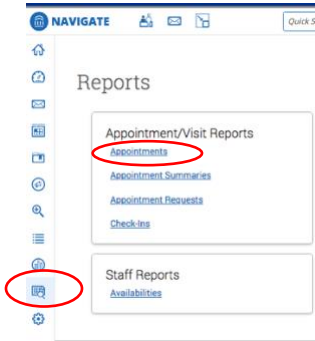 NAVIGATE
Quick S
Reports
Appointment/Visit Reports
Appointments
Appointment Summaries
Appointment Requests
Check-Ins
Staff Reports
Availabilities